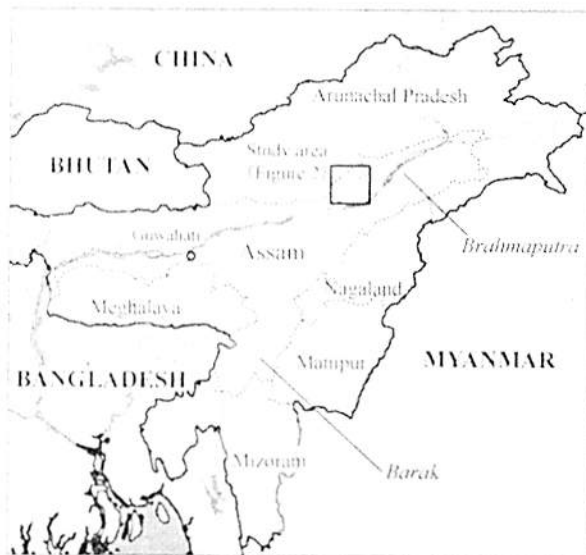 CHINA
Arunachal Pradesh
BHUTAN
Study area
(Figure 2)
Brahmaputra
Guwahati
Assam
Nagaland
Meghalaya
BANGLADESH
Manipur
MYANMAR
Mizoram
Barak